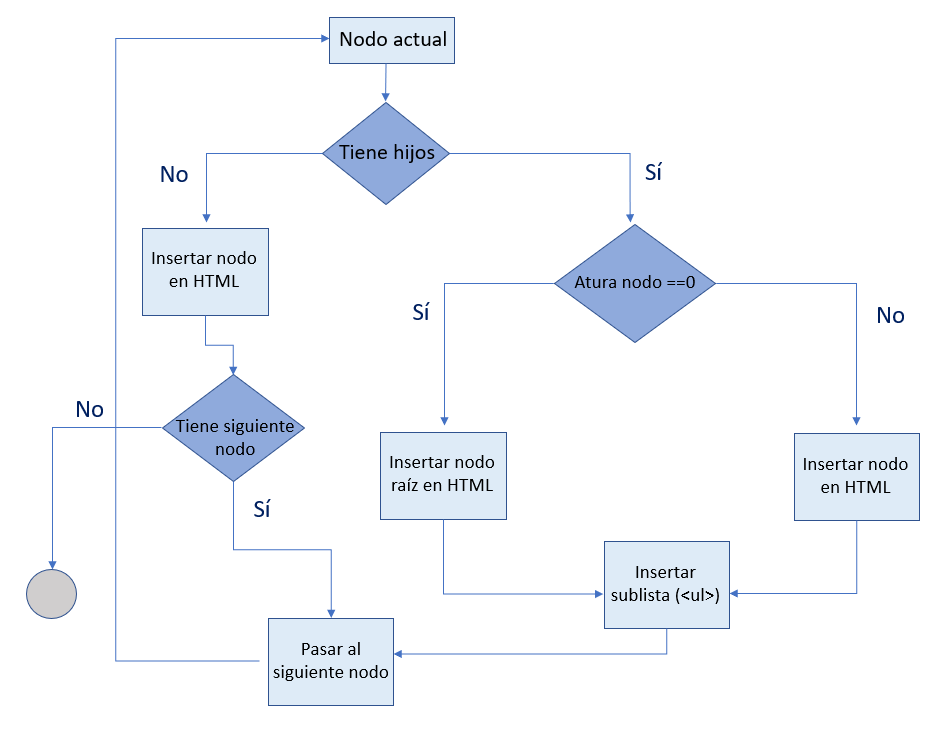 Nodo actual
Tiene hijos
No
Sí
Insertar nodo
en HTML
Atura nodo ==0
Sí
No
No
Tiene siguiente
nodo
Insertar nodo
raíz en HTML
Insertar nodo
en HTML
Sí
Insertar
sublista (<ul>)
Pasar al
siguiente nodo